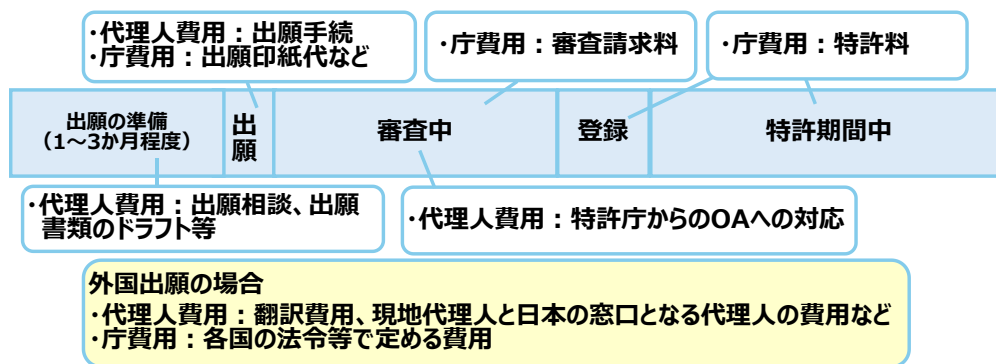 ・代理人費用：出願手続
・庁費用：出願印紙代など
・庁費用：審査請求料
・庁費用：特許料
出願の準備
（1～3か月程度）
出
願
審査中
登録
特許期間中
・代理人費用：出願相談、出願
書類のドラフト等
・代理人費用：特許庁からのOAへの対応
外国出願の場合
・代理人費用：翻訳費用、現地代理人と日本の窓口となる代理人の費用など
・庁費用：各国の法令等で定める費用